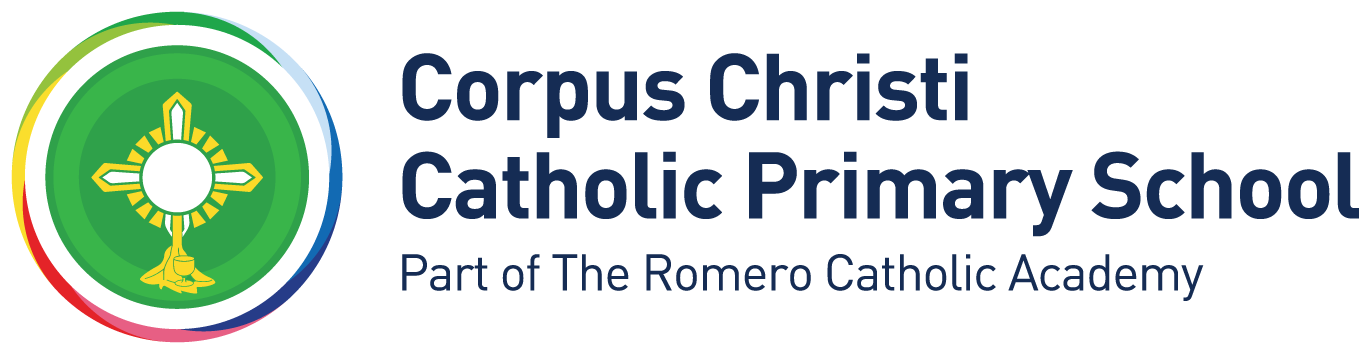 Corpus Christi
Catholic Primary School
Part of The Romero Catholic Academy